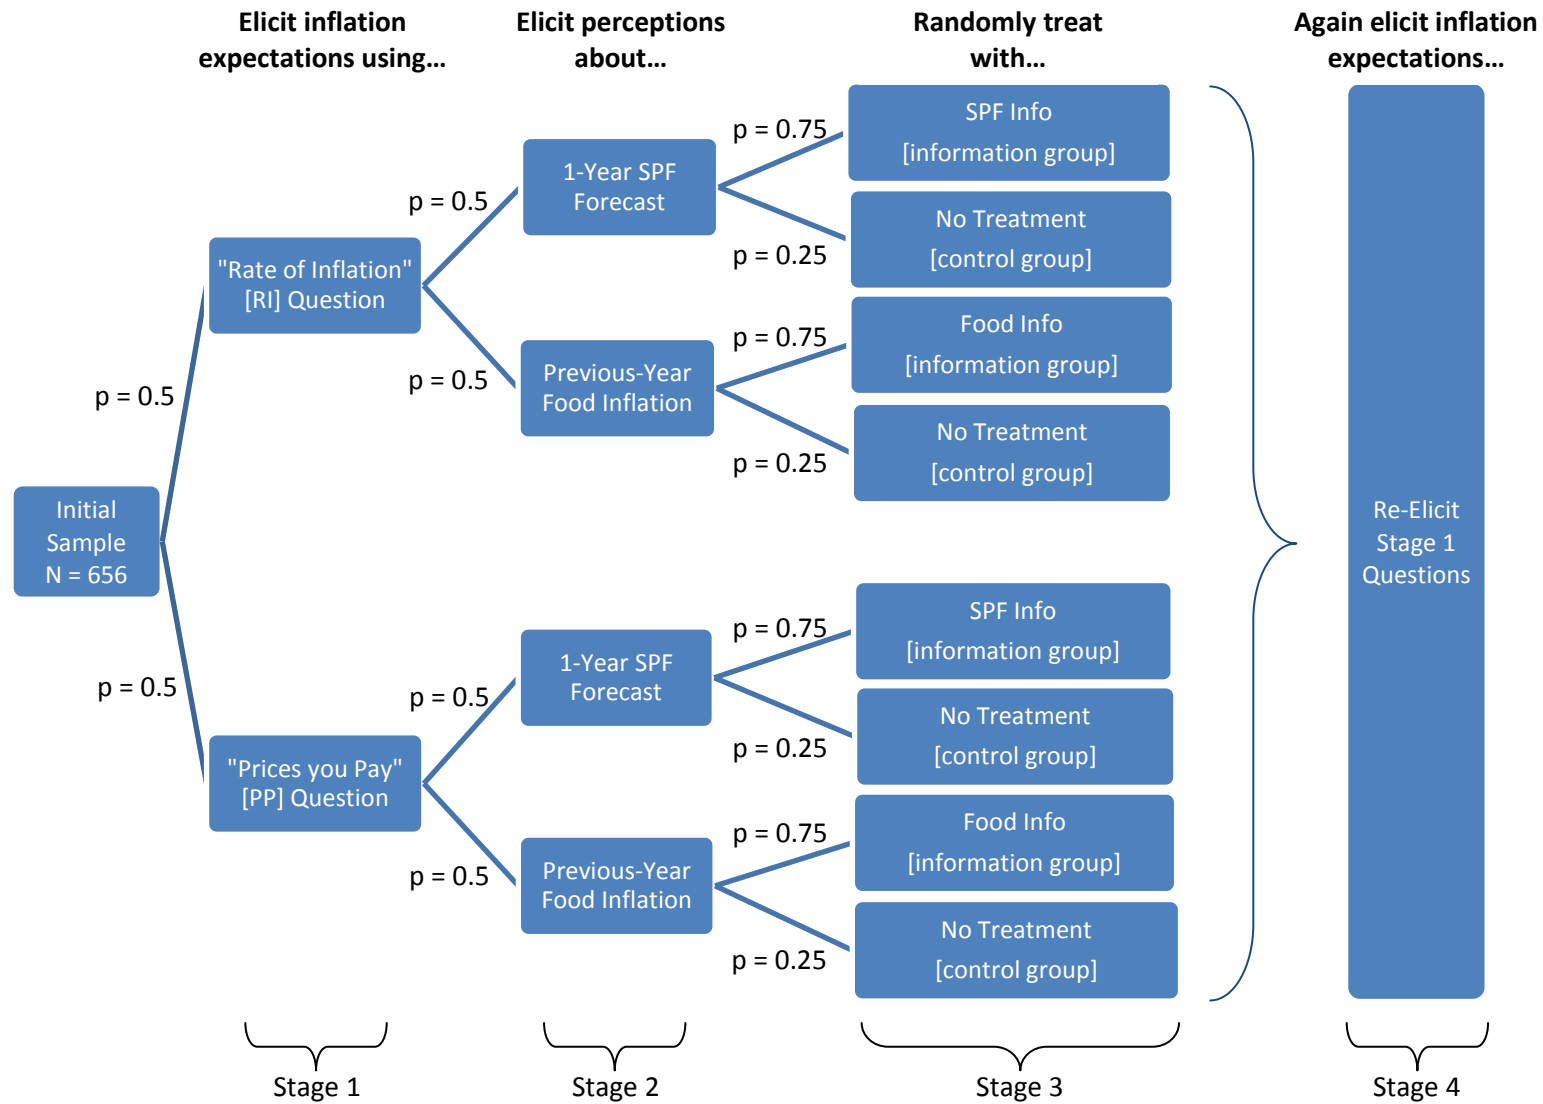 Elicit inflation
expectations using…
Elicit perceptions
about…
Randomly treat
with…
Again elicit inflation
expectations…
Initial
Sample
N = 656
p = 0.5
p = 0.5
"Rate of Inflation"
[RI] Question
p = 0.5
p = 0.5
1-Year SPF
Forecast
p = 0.75
p = 0.25
SPF Info
[information group]
No Treatment
[control group]
Previous-Year
Food Inflation
p = 0.75
p = 0.25
Food Info
[information group]
No Treatment
[control group]
"Prices you Pay"
[PP] Question
p = 0.5
p = 0.5
1-Year SPF
Forecast
p = 0.75
p = 0.25
SPF Info
[information group]
No Treatment
[control group]
Previous-Year
Food Inflation
p = 0.75
p = 0.25
Food Info
[information group]
No Treatment
[control group]
Re-Elicit
Stage 1
Questions
Stage 1
Stage 2
Stage 3
Stage 4